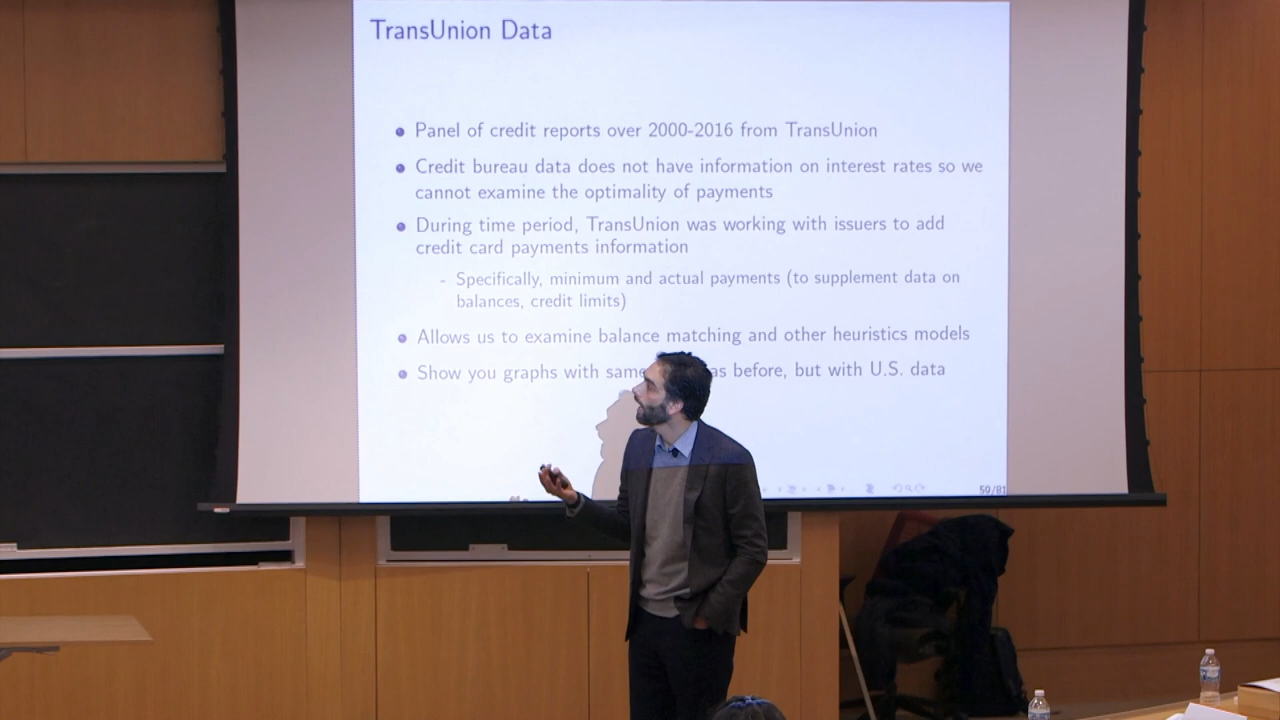 TransUnion Data
Panel of credit reports over 2000-2016 from TransUnion
Credit bureau data does not have information on interest rates so we
cannot examine the optimality of payments
During time period, TransUnion was working with issuers to add
credit card payments information
- Specifically, minimum and actual payments (to supplement data on
balances, credit limits)
Allows us to examine balance matching and other heuristics models
Show you graphs with same as before, but with U.S. data
59/81